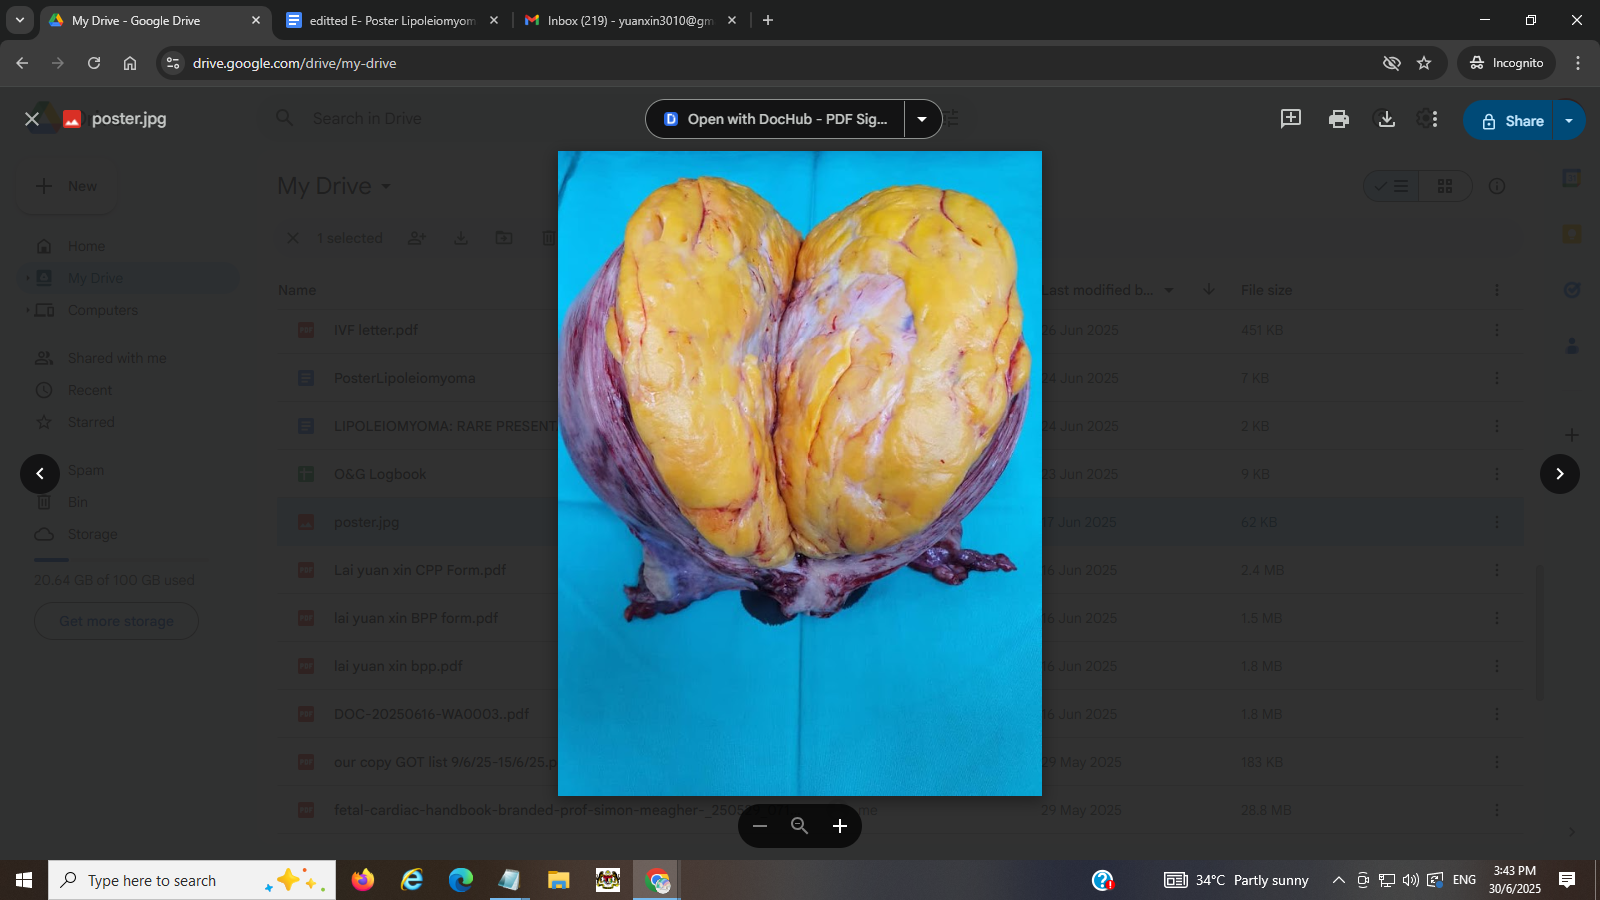 My Drive - Google Drive
editted E- Poster Lipoleiomyom
Inbox (219) - yuanxin3010@gm
drive.google.com/drive/my-drive
Incognito
poster.jpg
Search in Drive
Open with DocHub - PDF Sig...
Share
New
My Drive
1 selected
Home
My Drive
Computers
Shared with me
Recent
Starred
Spam
Bin
Storage
20.64 GB of 100 GB used
Get more storage
Name
Last modified b...
File size
IVF letter.pdf
26 Jun 2025
451 KB
PosterLipoleiomyoma
24 Jun 2025
7 KB
LIPOLEIOMYOMA: RARE PRESENT
24 Jun 2025
2 KB
O&G Logbook
23 Jun 2025
9 KB
poster.jpg
17 Jun 2025
62 KB
Lai yuan xin CPP Form.pdf
16 Jun 2025
2.4 MB
lai yuan xin BPP form.pdf
16 Jun 2025
1.5 MB
lai yuan xin bpp.pdf
16 Jun 2025
1.8 MB
DOC-20250616-WA0003..pdf
16 Jun 2025
1.8 MB
our copy GOT list 9/6/25-15/6/25.p
29 May 2025
183 KB
fetal-cardiac-handbook-branded-prof-simon-meagher-_2505
me
29 May 2025
28.8 MB
Type here to search
34°C Partly sunny
ENG
3:43 PM
30/6/2025